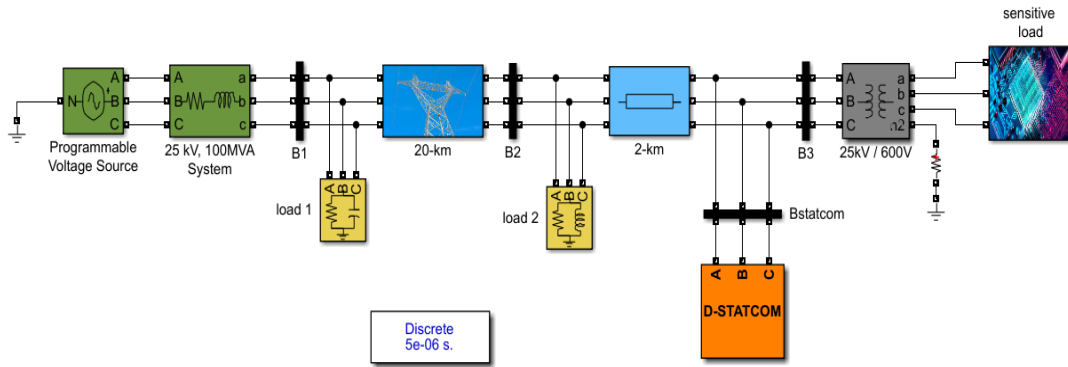 sensitive
load
A
B
C
N
A
B
C
a
b
c
A
B
C
a
b
c
n2
Programmable
Voltage Source
25 kV, 100MVA
System
B1
20-km
B2
2-km
B3
25kV / 600V
load 1
A
B
C
load 2
A
B
C
Bstatcom
A
B
C
D-STATCOM
Discrete
5e-06 s.